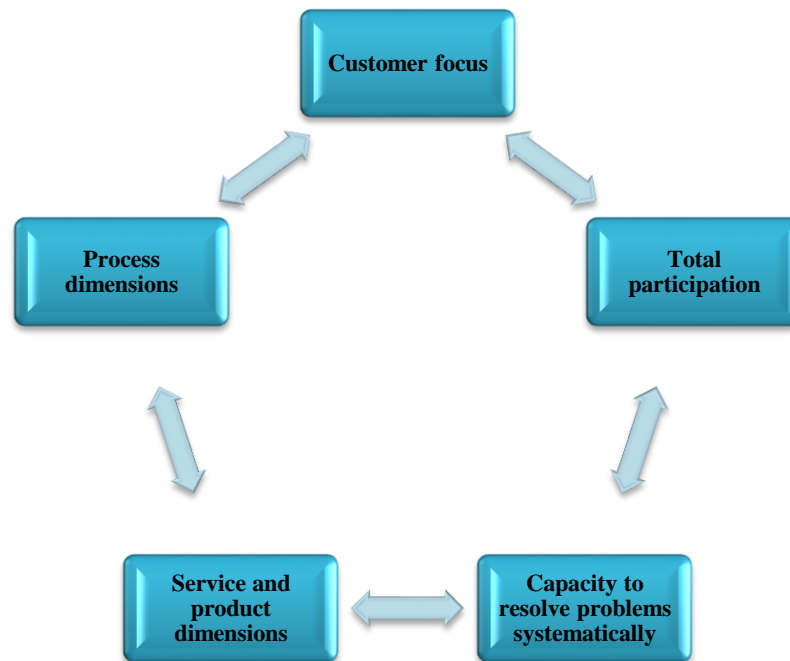 Customer focus
Process
dimensions
Total
participation
Service and
product
dimensions
Capacity to
resolve problems
systematically